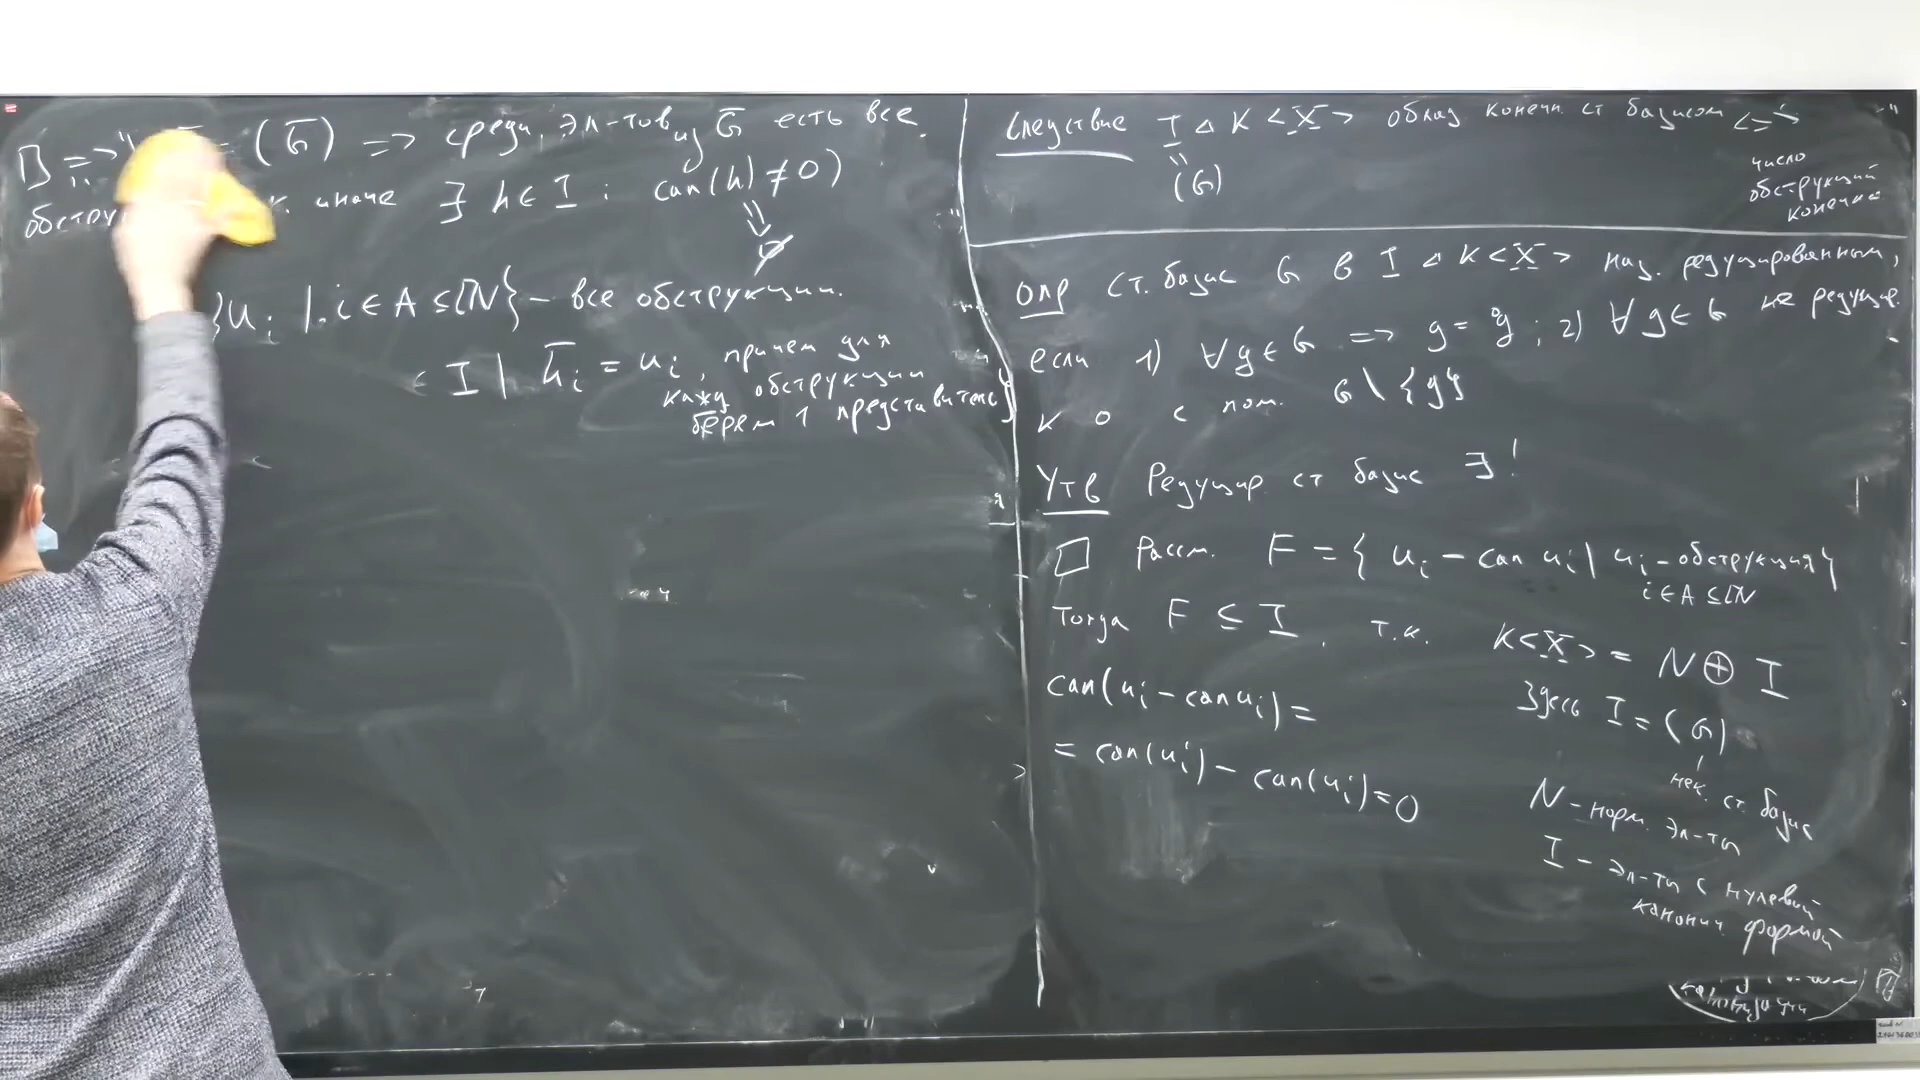 = (G̅) => среди эл-тов из G̅ есть все
обстру к. иначе ∃ h ∈ I : can(h) ≠ 0)
{u_i | i ∈ A ⊆ ℕ} - все обструкции.
∈ I | h̅_i = u_i, причем для
кажд обструкции
берем 1 представитель}
Следствие I ◁ K<X> облад конечн. ст базисом <=>
(G)
число
обструкций
конечно
Опр Ст. базис G в I ◁ K<X> наз. редуцированным,
если 1) ∀ g ∈ G => g = g̊ ; 2) ∀ g ∈ G не редуцир.
к 0 с пом. G \ {g}
Утв Редуцир. ст базис ∃!
□ Рассм. F = { u_i - can u_i | u_i - обструкция}
i ∈ A ⊆ ℕ
Тогда F ⊆ I, т.к. K<X> = N ⊕ I
can(u_i - can u_i) =
= can(u_i) - can(u_i) = 0
Здесь I = (G)
нек. ст. базис
N - норм. эл-ты
I - эл-ты с нулевой
канонич. формой